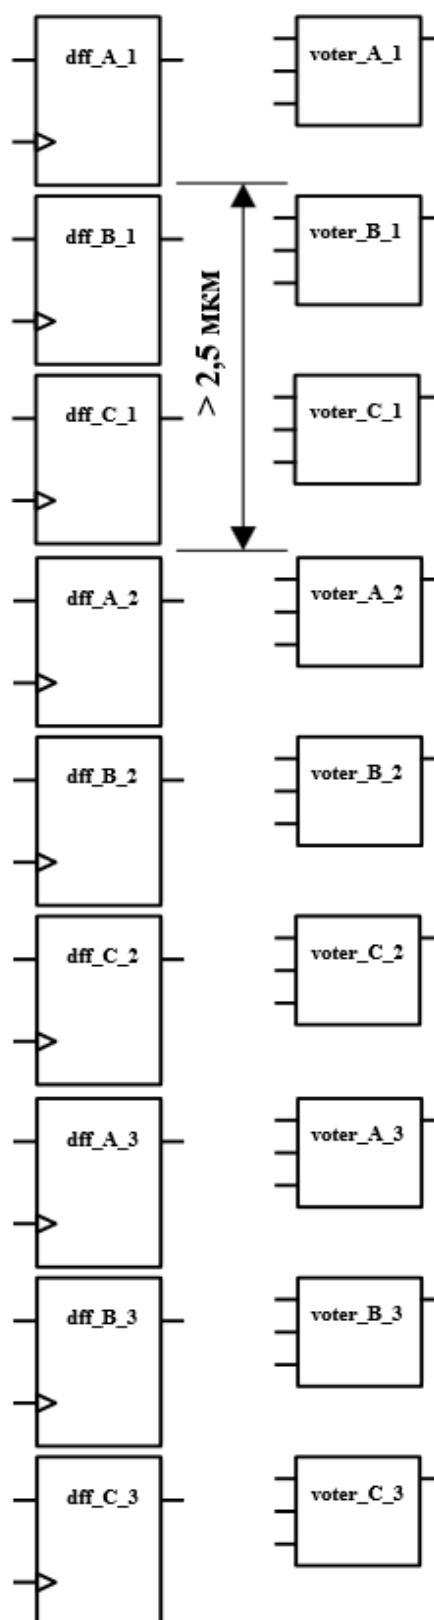 dff_A_1
voter_A_1
dff_B_1
voter_B_1
> 2,5 мкм
dff_C_1
voter_C_1
dff_A_2
voter_A_2
dff_B_2
voter_B_2
dff_C_2
voter_C_2
dff_A_3
voter_A_3
dff_B_3
voter_B_3
dff_C_3
voter_C_3